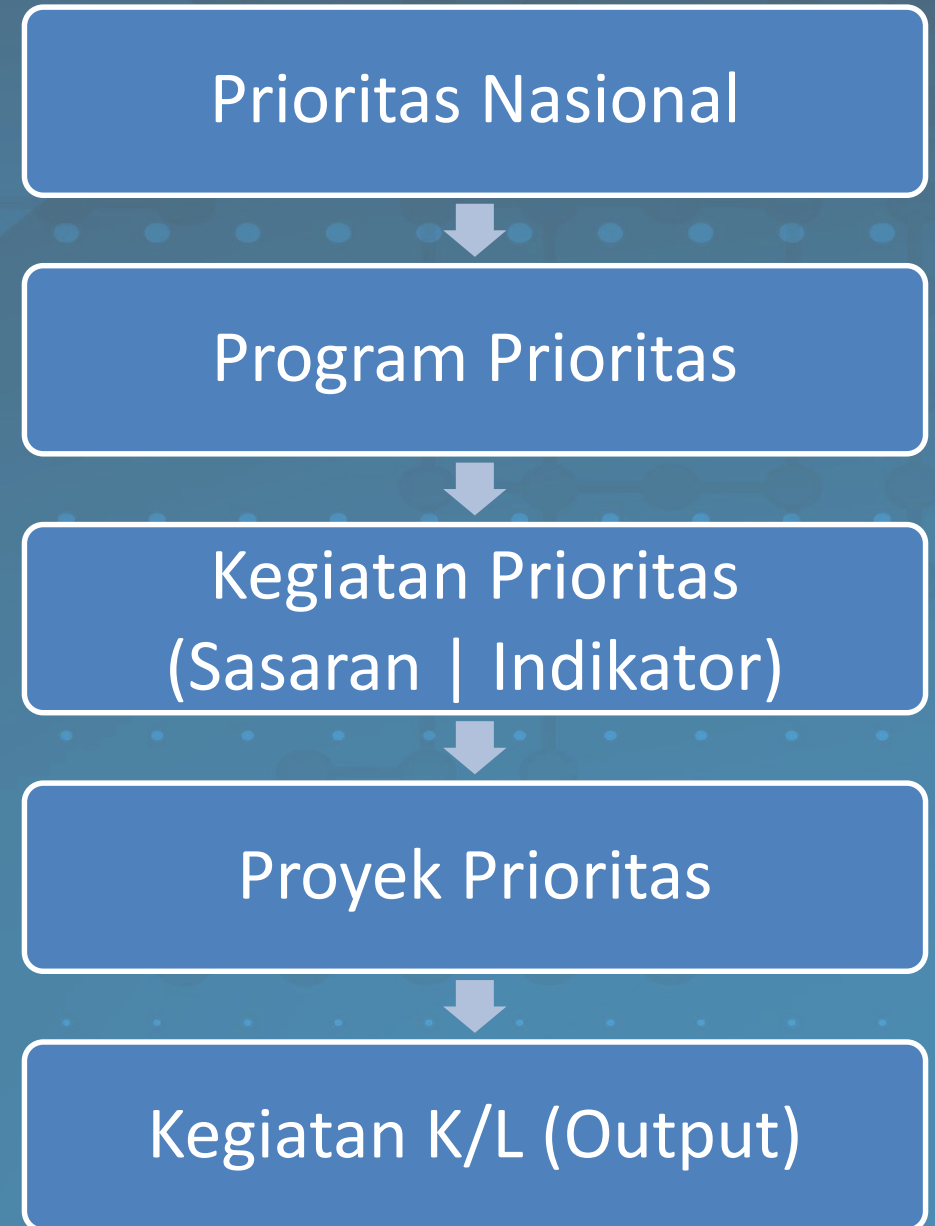 Prioritas Nasional
Program Prioritas
Kegiatan Prioritas
(Sasaran | Indikator)
Proyek Prioritas
Kegiatan K/L (Output)